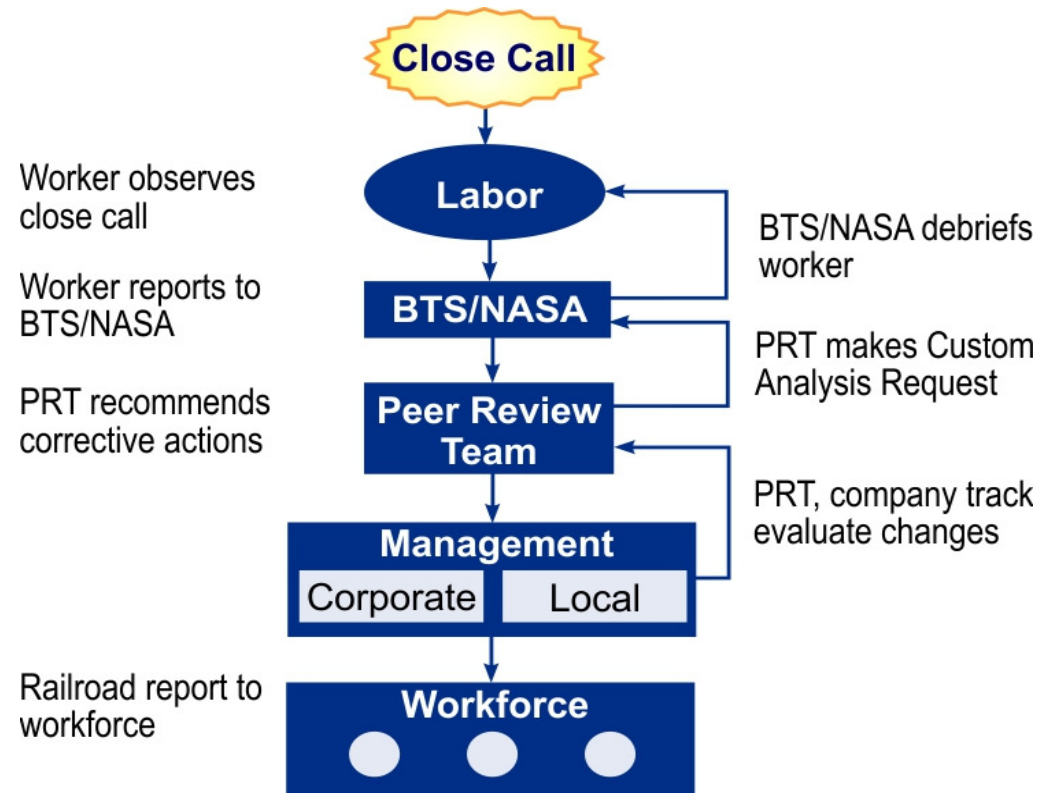 Close Call
Worker observes
close call
Labor
BTS/NASA debriefs
worker
Worker reports to
BTS/NASA
BTS/NASA
PRT makes Custom
Analysis Request
PRT recommends
corrective actions
Peer Review
Team
PRT, company track
evaluate changes
Management
Corporate
Local
Railroad report to
workforce
Workforce